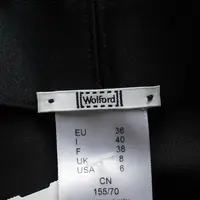 Wolford
EU 36
I 40
F 38
UK 8
USA 6
CN
155/70